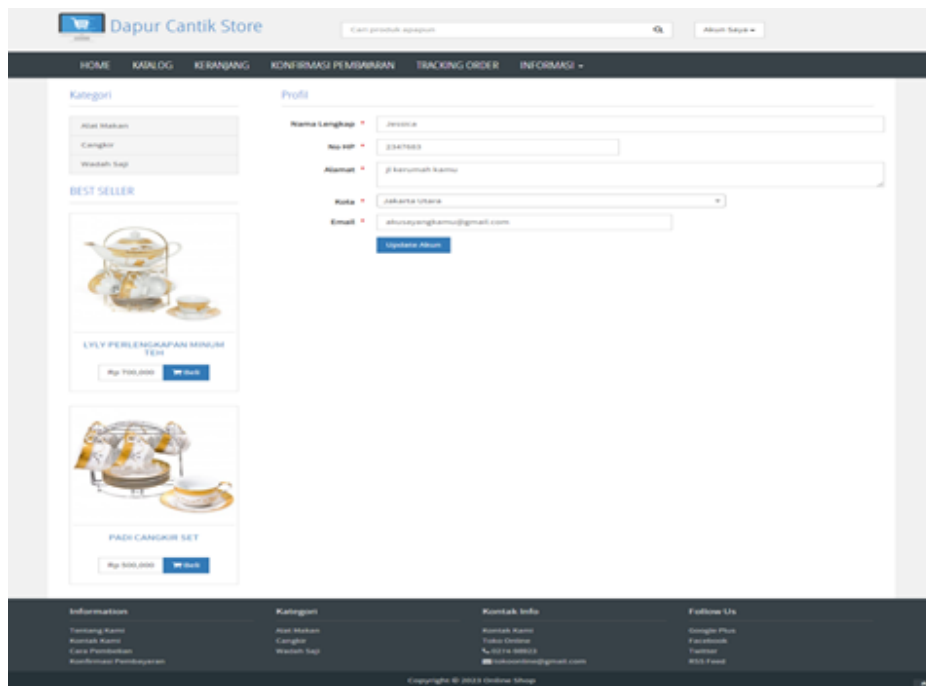 Dapur Cantik Store
Cari produk apapun
Akun Saya
HOME KATALOG KERANJANG KONFIRMASI PEMBAYARAN TRACKING ORDER INFORMASI
Kategori
Alat Makan
Cangkir
Wadah Saji
BEST SELLER
LYLY PERLENGKAPAN MINUM
TEH
Rp 700,000 Beli
PADI CANGKIR SET
Rp 500,000 Beli
Profil
Nama Lengkap * Jessica
No HP * 2347683
Alamat * jl kerumah kamu
Kota * Jakarta Utara
Email * akusayangkamu@gmail.com
Update Akun
Information
Tentang Kami
Kontak Kami
Cara Pembelian
Konfirmasi Pembayaran
Kategori
Alat Makan
Cangkir
Wadah Saji
Kontak Info
Kontak Kami
Toko Online
0274 88823
tokoonline@gmail.com
Follow Us
Google Plus
Facebook
Twitter
RSS Feed
Copyright © 2023 Online Shop